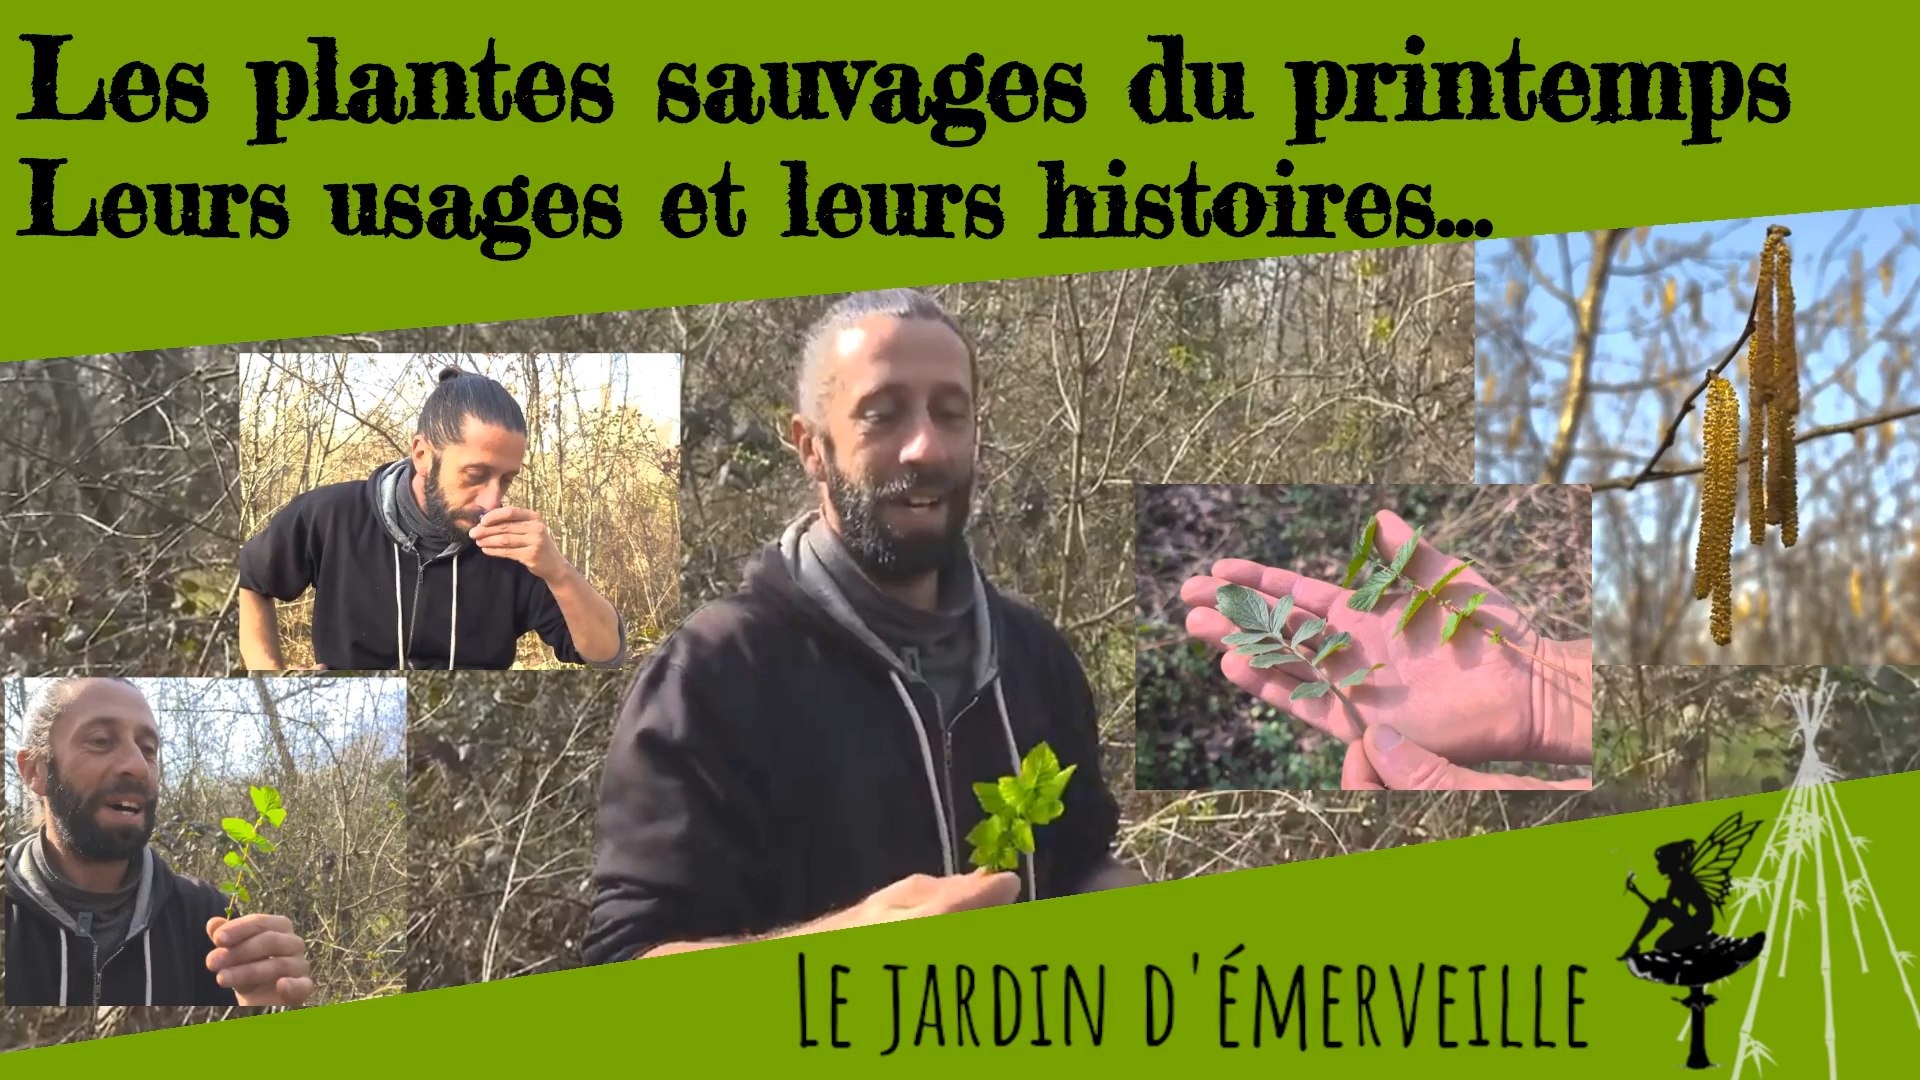 Les plantes sauvages du printemps
Leurs usages et leurs histoires...
Le jardin d'émerveille